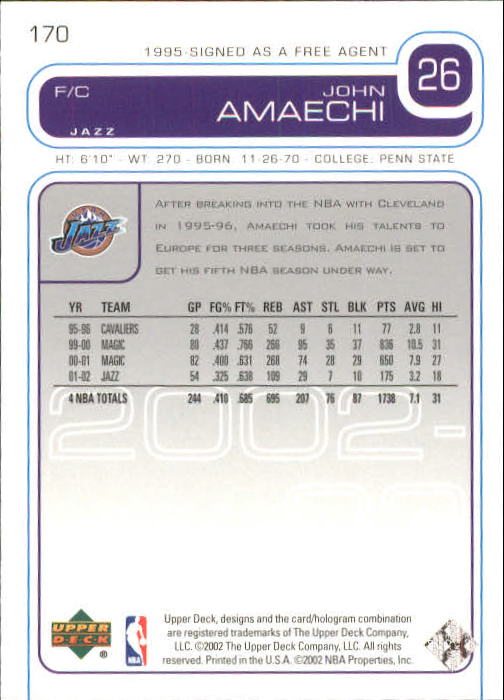 170
1995-SIGNED AS A FREE AGENT
26
F/C
JOHN
AMAECHI
JAZZ
HT: 6'10" - WT: 270 - BORN: 11-26-70 - COLLEGE: PENN STATE
JAZZ
AFTER BREAKING INTO THE NBA WITH CLEVELAND
IN 1995-96, AMAECHI TOOK HIS TALENTS TO
EUROPE FOR THREE SEASONS. AMAECHI IS SET TO
GET HIS FIFTH NBA SEASON UNDER WAY.
YR TEAM GP FG% FT% REB AST STL BLK PTS AVG HI
95-96 CAVALIERS 28 .414 .576 52 9 6 11 77 2.8 11
99-00 MAGIC 80 .437 .766 266 95 35 37 836 10.5 31
00-01 MAGIC 82 .400 .631 268 74 28 29 650 7.9 27
01-02 JAZZ 54 .325 .638 109 29 7 10 175 3.2 18
4 NBA TOTALS 244 .410 .685 695 207 76 87 1738 7.1 31
2002-
UPPER
DECK
®
NBA
Upper Deck, designs and the card/hologram combination
are registered trademarks of The Upper Deck Company,
LLC. ©2002 The Upper Deck Company, LLC. All rights
reserved. Printed in the U.S.A. ©2002 NBA Properties, Inc.